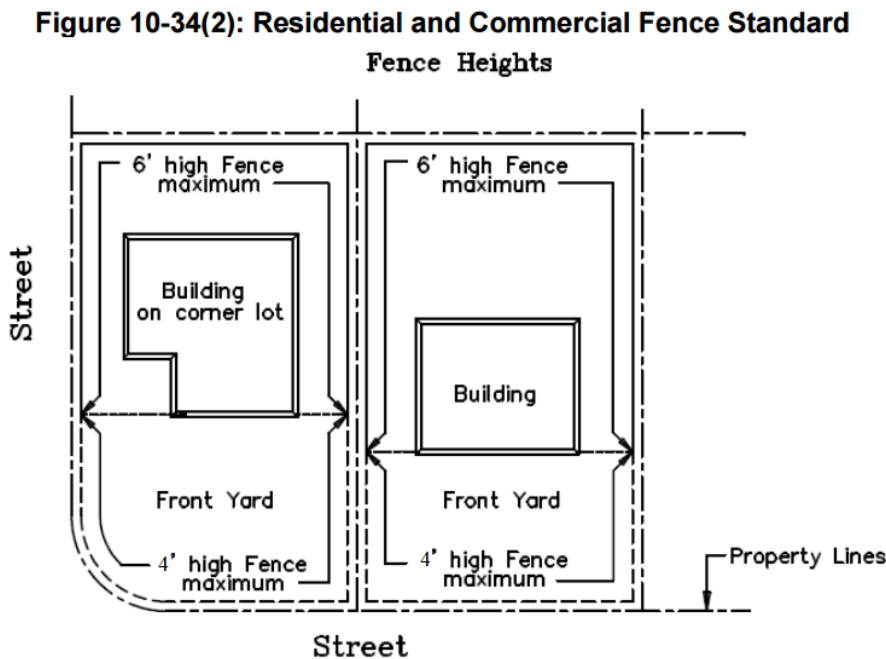 Figure 10-34(2): Residential and Commercial Fence Standard
Fence Heights
6' high Fence
maximum
6' high Fence
maximum
Street
Building
on corner lot
Building
Front Yard
Front Yard
4' high Fence
maximum
4' high Fence
maximum
Property Lines
Street